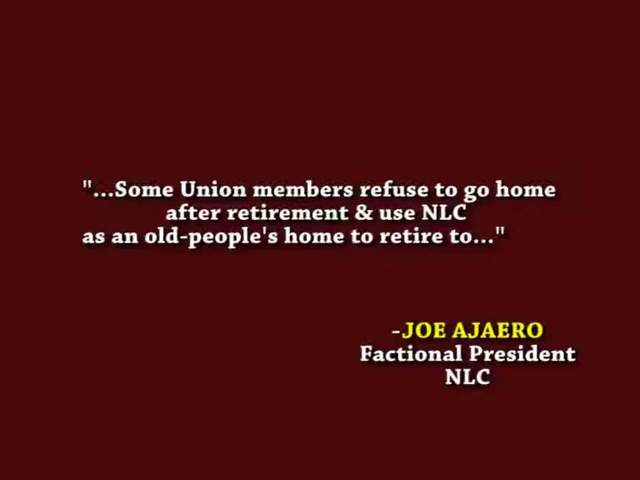 "...Some Union members refuse to go home
after retirement & use NLC
as an old-people's home to retire to..."
-JOE AJAERO
Factional President
NLC